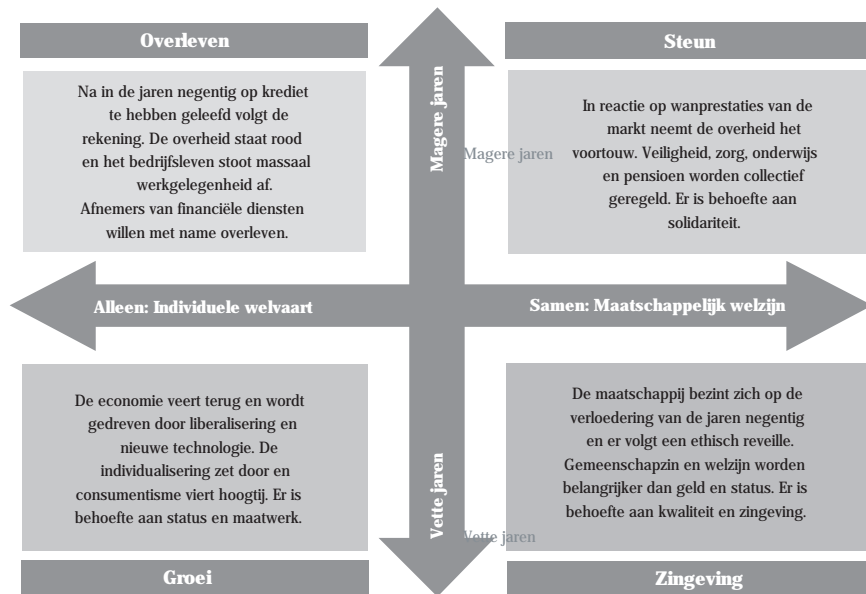 Overleven
Na in de jaren negentig op krediet
te hebben geleefd volgt de
rekening. De overheid staat rood
en het bedrijfsleven stoot massaal
werkgelegenheid af.
Afnemers van financiële diensten
willen met name overleven.
Magere jaren
Magere jaren
Steun
In reactie op wanprestaties van de
markt neemt de overheid het
voortouw. Veiligheid, zorg, onderwijs
en pensioen worden collectief
geregeld. Er is behoefte aan
solidariteit.
Alleen: Individuele welvaart
Samen: Maatschappelijk welzijn
De economie veert terug en wordt
gedreven door liberalisering en
nieuwe technologie. De
individualisering zet door en
consumentisme viert hoogtij. Er is
behoefte aan status en maatwerk.
Groei
Vette jaren
Vette jaren
De maatschappij bezint zich op de
verloedering van de jaren negentig
en er volgt een ethisch reveille.
Gemeenschapzin en welzijn worden
belangrijker dan geld en status. Er is
behoefte aan kwaliteit en zingeving.
Zingeving